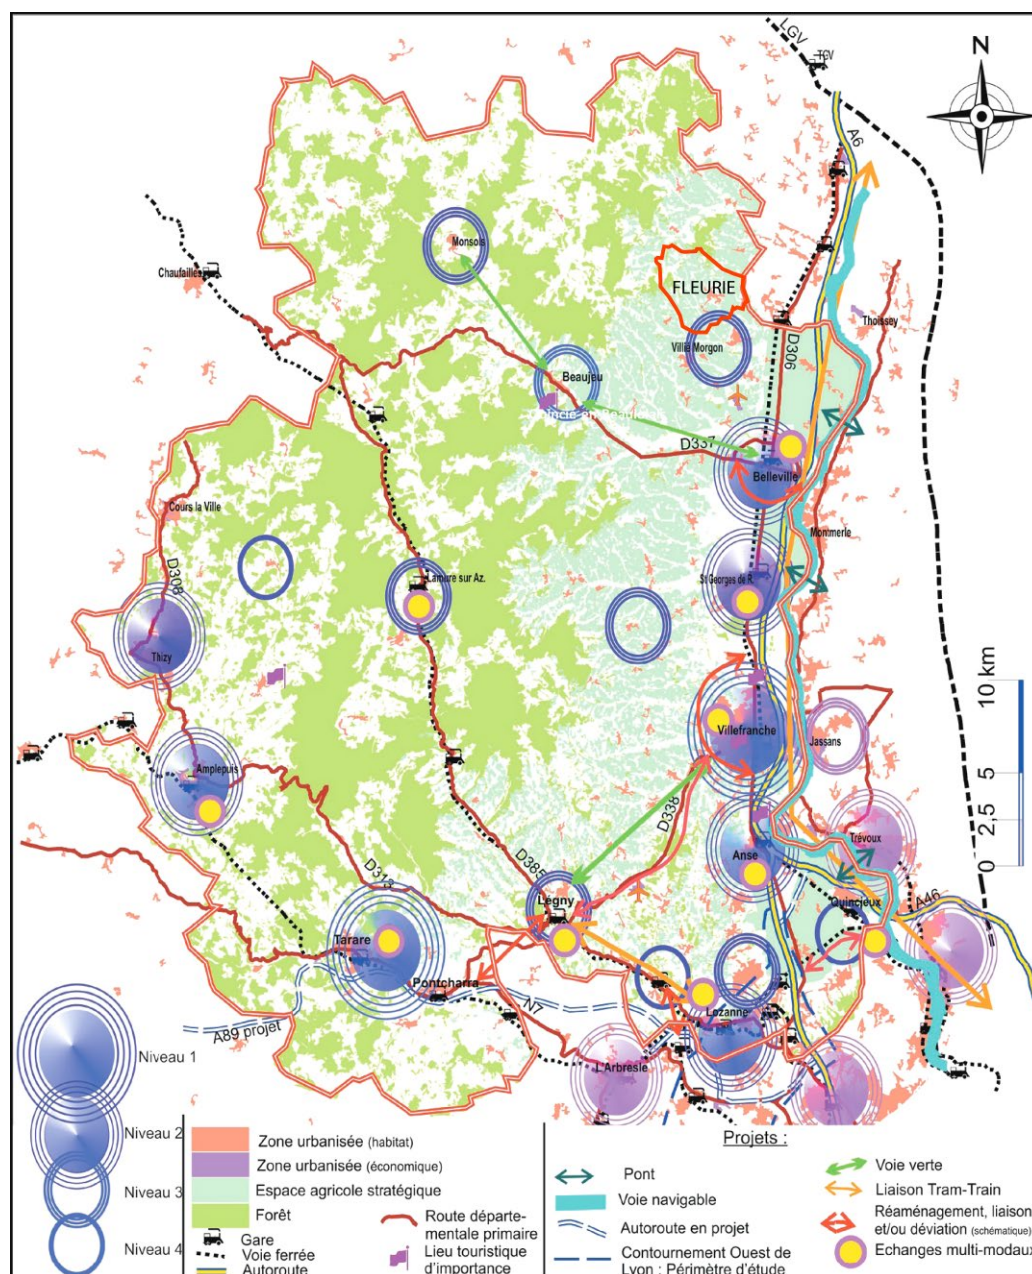 LGV
TGV
N
A6
Monsols
Chaufailles
FLEURIE
Thoissey
D306
Villié Morgon
Beaujeu
D337
Belleville
Cours la Ville
Montmerle
D308
Lamure sur Az.
St Georges de R.
Thizy
10 km
Villefranche
Jassans
Amplepuis
5
D338
2,5
Trévoux
Anse
0
D313
D385
Légny
Quincieux
A46
Tarare
Pontcharra
N7
Lozanne
A89 projet
L'Arbresle
Niveau 1
Niveau 2
Niveau 3
Niveau 4
Zone urbanisée (habitat)
Zone urbanisée (économique)
Espace agricole stratégique
Forêt
Gare
Voie ferrée
Autoroute
Route départe-
mentale primaire
Lieu touristique
d'importance
Projets :
Pont
Voie navigable
Autoroute en projet
Contournement Ouest de
Lyon : Périmètre d'étude
Voie verte
Liaison Tram-Train
Réaménagement, liaison
et/ou déviation (schématique)
Echanges multi-modaux